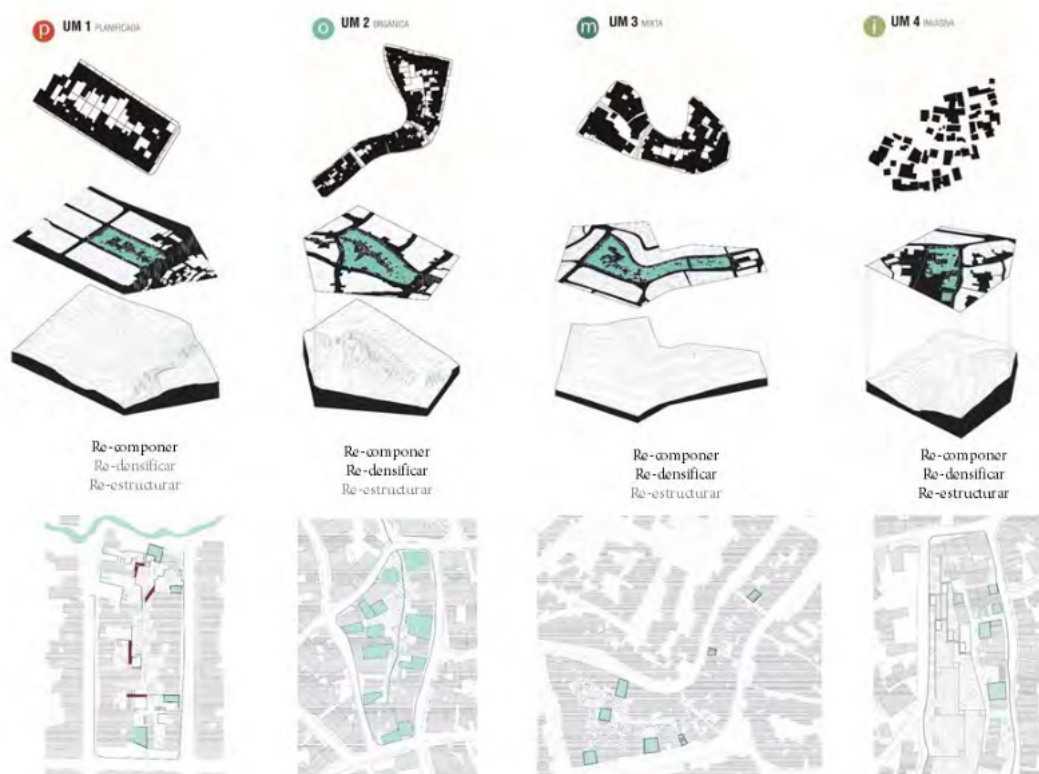 p UM 1 PLANIFICADA
o UM 2 ORGANICA
m UM 3 MIXTA
i UM 4 INVASIVA
Re-componer
Re-densificar
Re-estructurar
Re-componer
Re-densificar
Re-estructurar
Re-componer
Re-densificar
Re-estructurar
Re-componer
Re-densificar
Re-estructurar